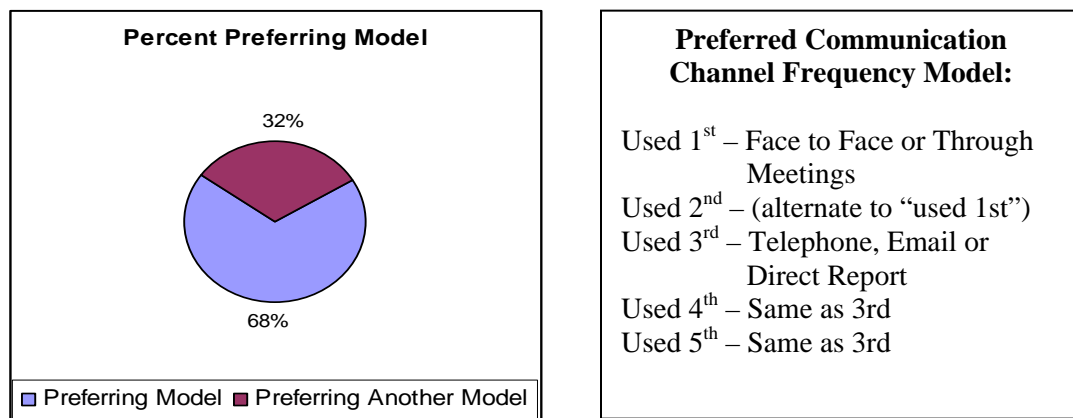 Percent Preferring Model
32%
68%
Preferring Model Preferring Another Model
Preferred Communication
Channel Frequency Model:
Used 1st – Face to Face or Through
Meetings
Used 2nd – (alternate to “used 1st”)
Used 3rd – Telephone, Email or
Direct Report
Used 4th – Same as 3rd
Used 5th – Same as 3rd